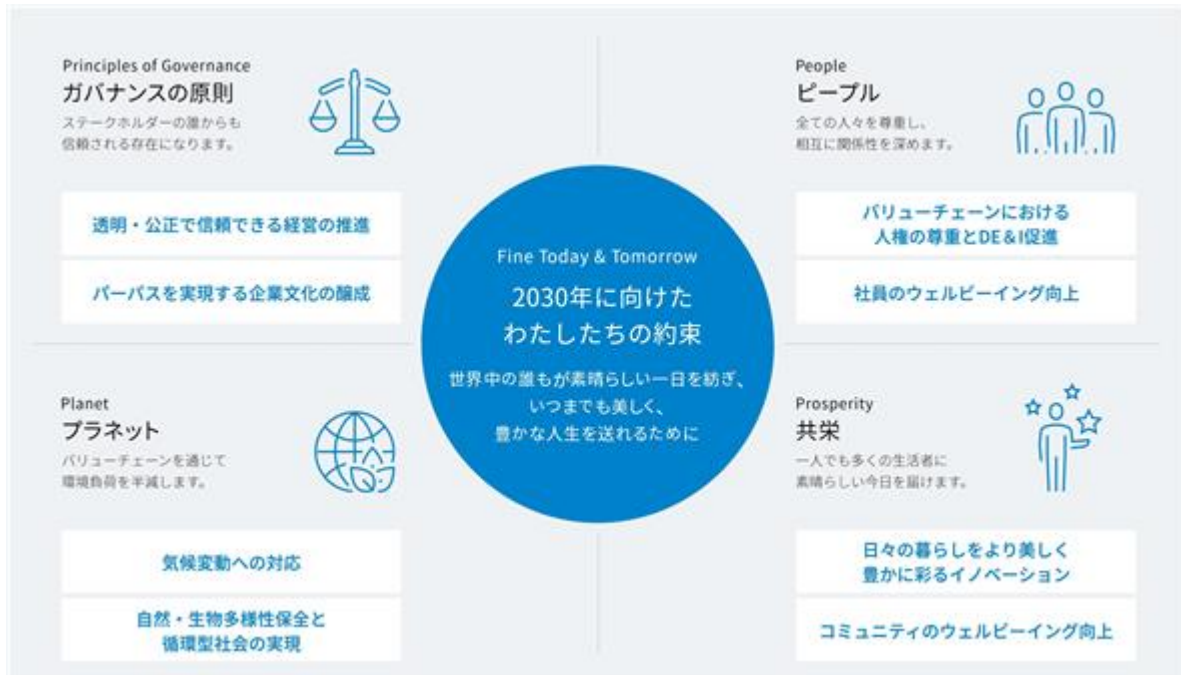 Principles of Governance
ガバナンスの原則
ステークホルダーの誰からも
信頼される存在になります。
透明・公正で信頼できる経営の推進
パーパスを実現する企業文化の醸成
People
ピープル
全ての人々を尊重し、
相互に関係性を深めます。
バリューチェーンにおける
人権の尊重とDE&I促進
社員のウェルビーイング向上
Fine Today & Tomorrow
2030年に向けた
わたしたちの約束
世界中の誰もが素晴らしい一日を紡ぎ、
いつまでも美しく、
豊かな人生を送れるために
Planet
プラネット
バリューチェーンを通じて
環境負荷を半減します。
気候変動への対応
自然・生物多様性保全と
循環型社会の実現
Prosperity
共栄
一人でも多くの生活者に
素晴らしい今日を届けます。
日々の暮らしをより美しく
豊かに彩るイノベーション
コミュニティのウェルビーイング向上